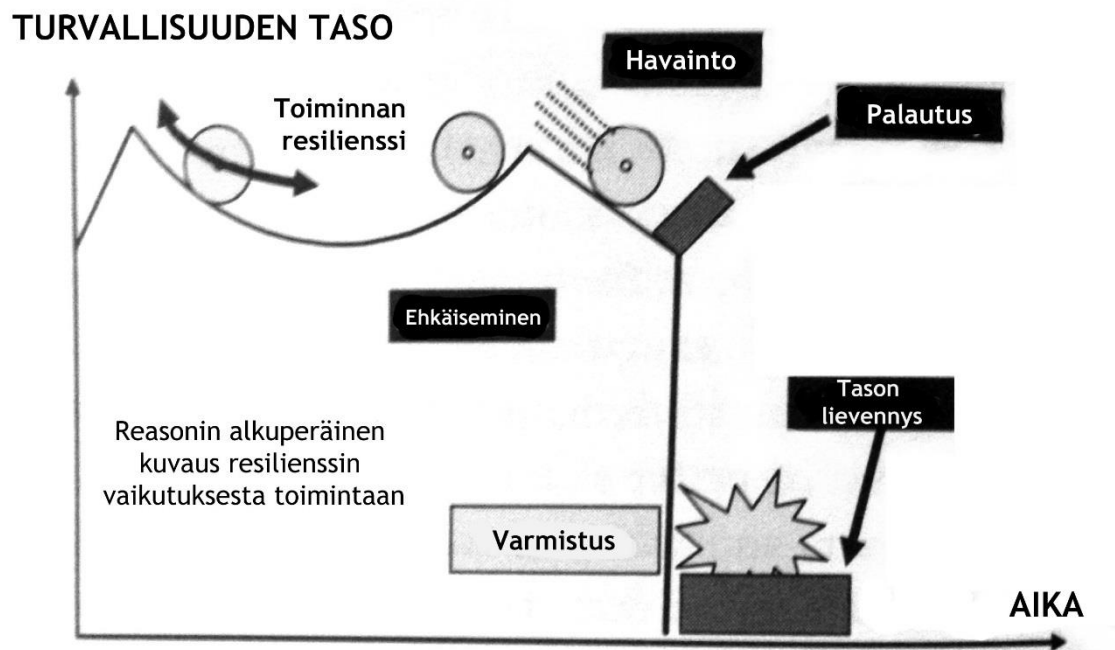 TURVALLISUUDEN TASO
Havainto
Toiminnan
resilienssi
Palautus
Ehkäiseminen
Tason
lievennys
Reasonin alkuperäinen
kuvaus resilienssin
vaikutuksesta toimintaan
Varmistus
AIKA